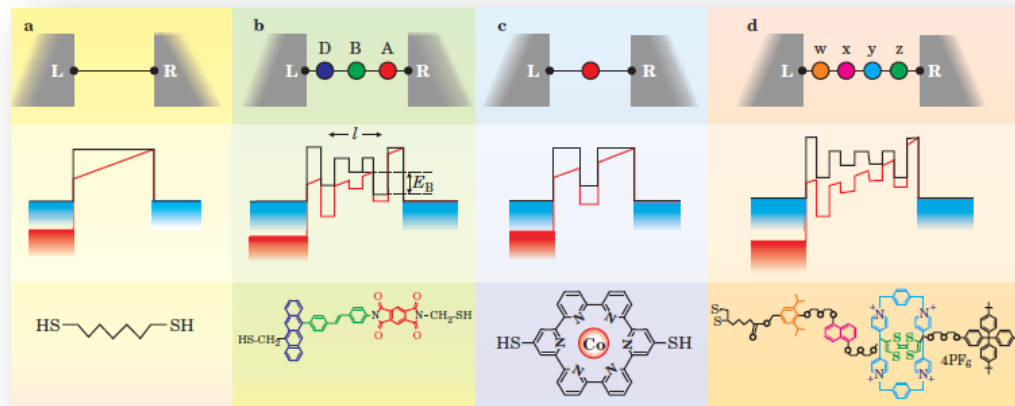 a
L
R
b
D B A
L
R
c
L
R
d
w x y z
L
R
l
E_B
HS
SH
HS-CH₂
O O
N
O O
N-CH₂-SH
HS
N N
N Co N
N N
SH
S-S
O
O
O
S S
S S
N+ N+
N+ N+
4PF₆